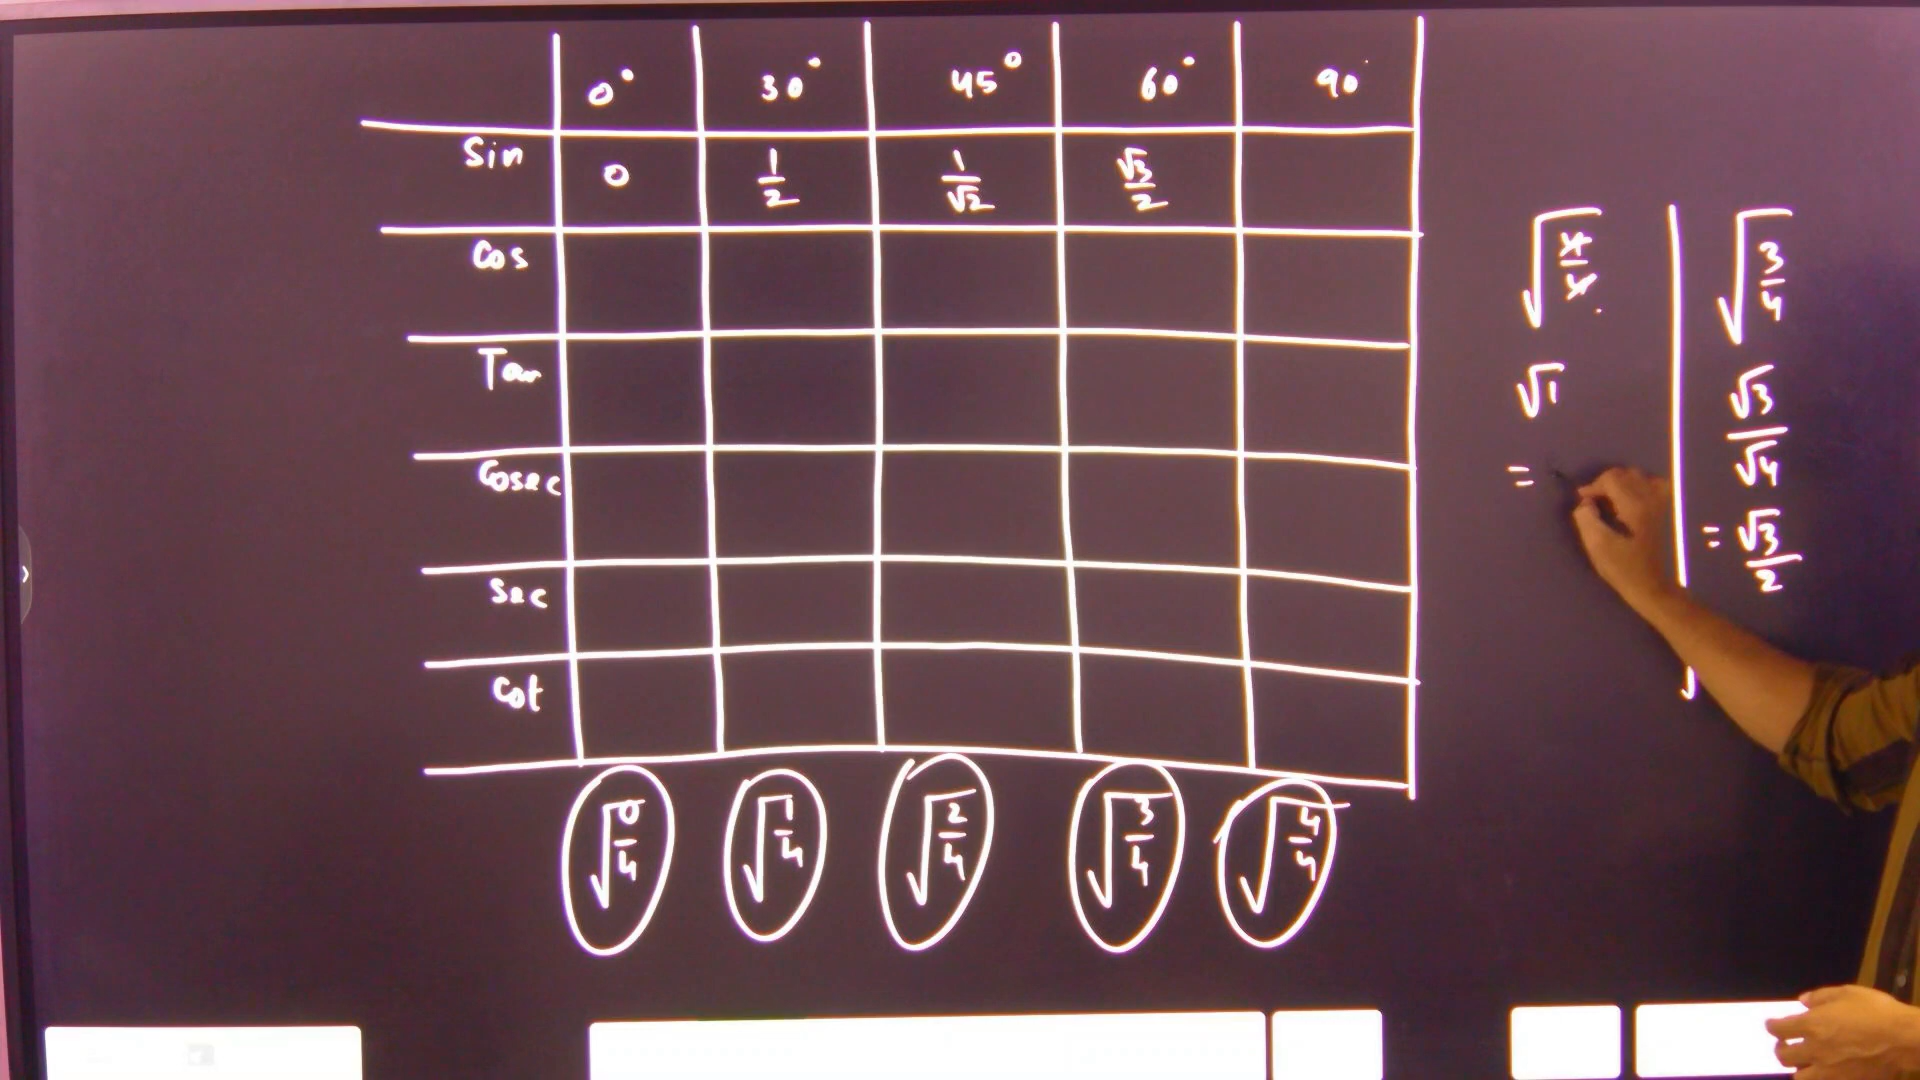 0° 30° 45° 60° 90
Sin 0 1/2 1/√2 √3/2
Cos
Tan
Cosec
Sec
Cot
√0/4 √1/4 √2/4 √3/4 √4/4
√4/4
√1
=
√3/4
√3/√4
= √3/2